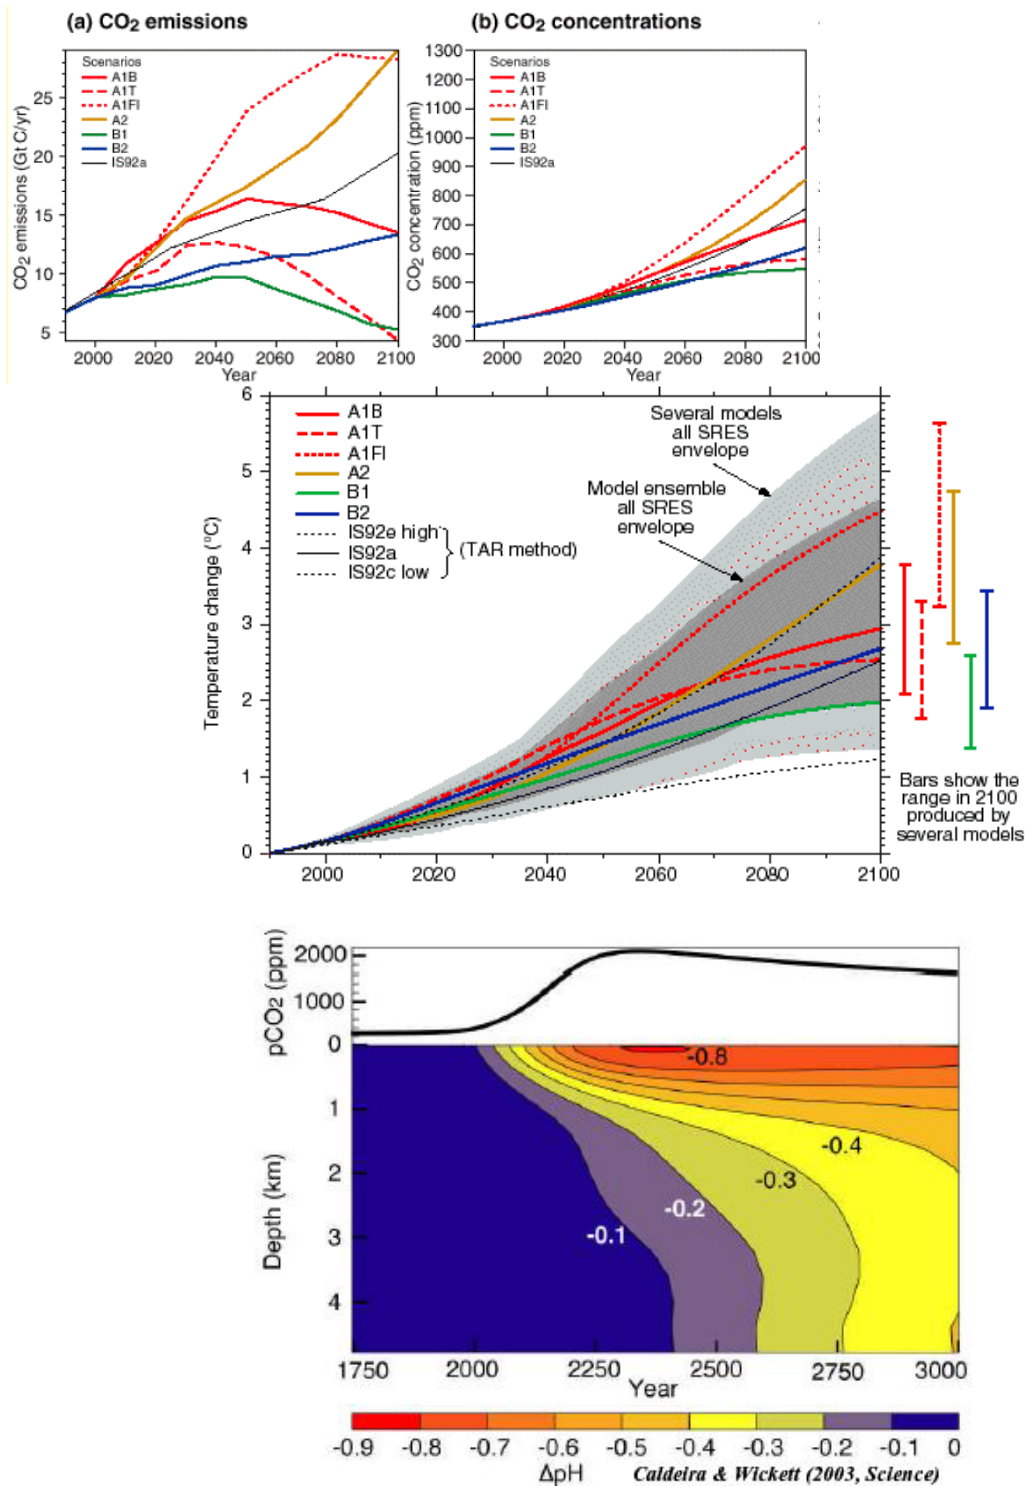 (a) CO2 emissions
CO2 emissions (Gt C/yr)
Scenarios
A1B
A1T
A1FI
A2
B1
B2
IS92a
25
20
15
10
5
2000 2020 2040 2060 2080 2100
Year
(b) CO2 concentrations
CO2 concentration (ppm)
Scenarios
A1B
A1T
A1FI
A2
B1
B2
IS92a
1300
1200
1100
1000
900
800
700
600
500
400
300
2000 2020 2040 2060 2080 2100
Year
Temperature change (°C)
6
5
4
3
2
1
0
A1B
A1T
A1FI
A2
B1
B2
IS92e high
IS92a (TAR method)
IS92c low
Several models
all SRES
envelope
Model ensemble
all SRES
envelope
2000 2020 2040 2060 2080 2100
Bars show the
range in 2100
produced by
several models
pCO2 (ppm)
2000
1000
0
Depth (km)
1
2
3
4
-0.8
-0.4
-0.3
-0.2
-0.1
1750 2000 2250 2500 2750 3000
Year
-0.9 -0.8 -0.7 -0.6 -0.5 -0.4 -0.3 -0.2 -0.1 0
ΔpH Caldeira & Wickett (2003, Science)